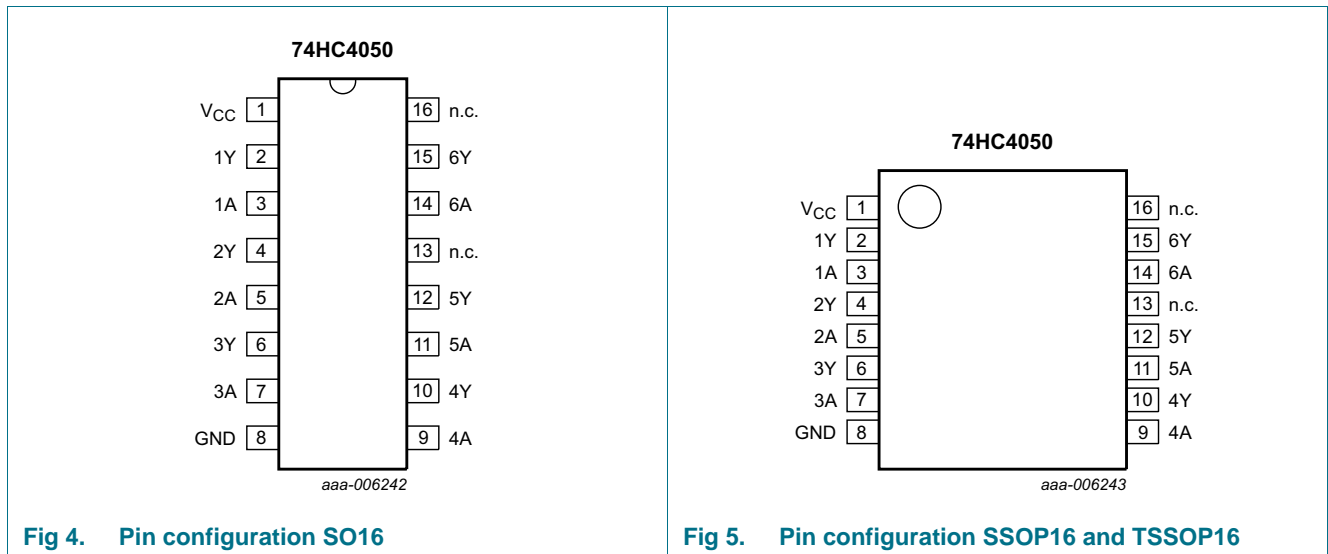 74HC4050
VCC 1 16 n.c.
1Y 2 15 6Y
1A 3 14 6A
2Y 4 13 n.c.
2A 5 12 5Y
3Y 6 11 5A
3A 7 10 4Y
GND 8 9 4A
aaa-006242
Fig 4. Pin configuration SO16
74HC4050
VCC 1 16 n.c.
1Y 2 15 6Y
1A 3 14 6A
2Y 4 13 n.c.
2A 5 12 5Y
3Y 6 11 5A
3A 7 10 4Y
GND 8 9 4A
aaa-006243
Fig 5. Pin configuration SSOP16 and TSSOP16